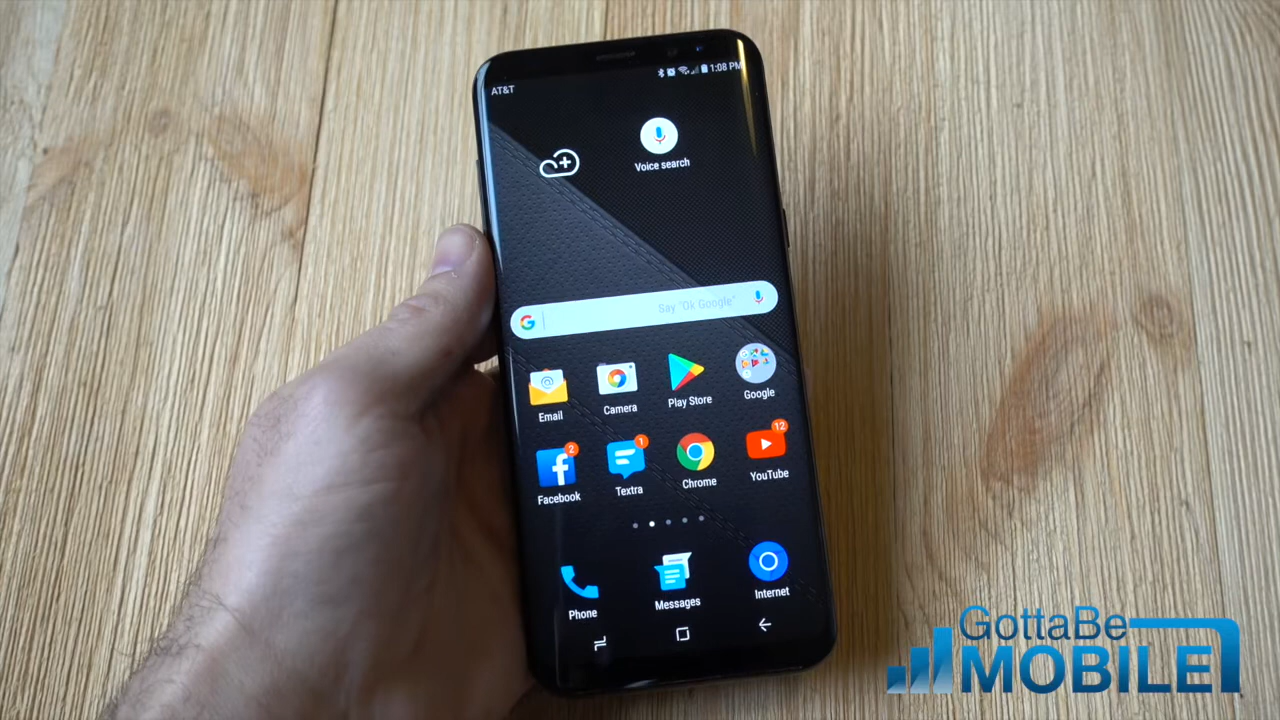 1:08 PM
AT&T
Voice search
Say "Ok Google"
Email
Camera
Play Store
Google
2
1
12
Facebook
Textra
Chrome
YouTube
Phone
Messages
Internet
GottaBe
MOBILE